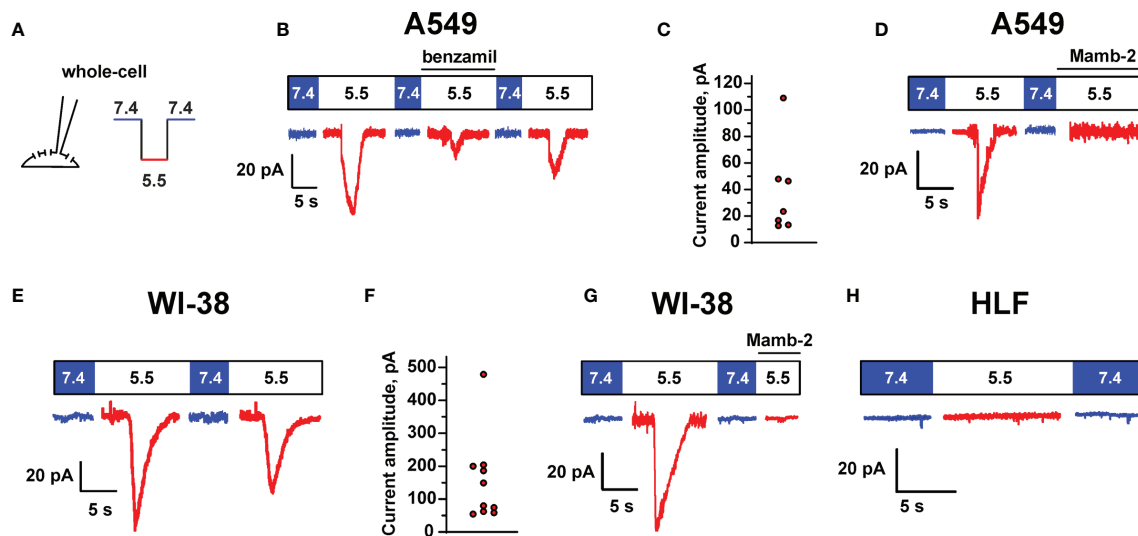 A
whole-cell
7.4 7.4
5.5
B
A549
benzamil
7.4 5.5 7.4 5.5 7.4 5.5
20 pA
5 s
C
Current amplitude, pA
120
100
80
60
40
20
0
D
A549
Mamb-2
7.4 5.5 7.4 5.5
20 pA
5 s
E
WI-38
7.4 5.5 7.4 5.5
20 pA
5 s
F
Current amplitude, pA
500
400
300
200
100
0
G
WI-38
Mamb-2
7.4 5.5 7.4 5.5
20 pA
5 s
H
HLF
7.4 5.5 7.4
20 pA
5 s